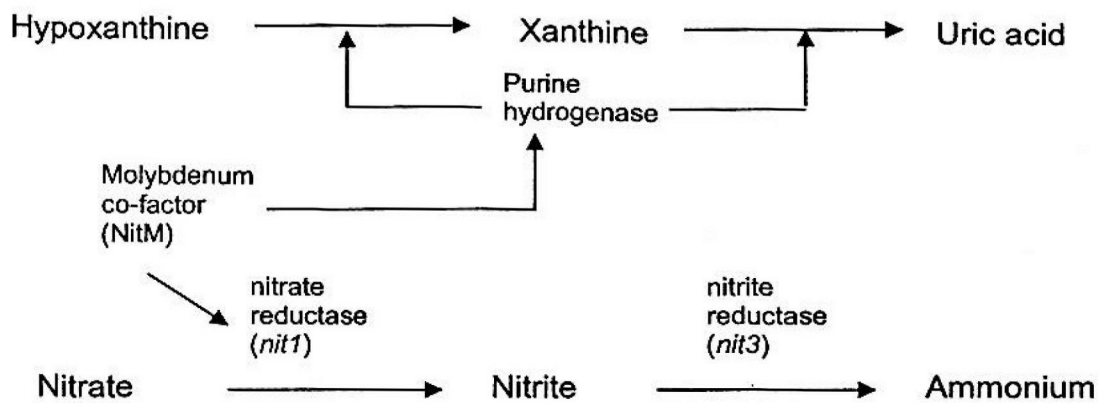 Hypoxanthine Xanthine Uric acid
Purine
hydrogenase
Molybdenum
co-factor
(NitM)
nitrate
reductase
(nit1)
nitrite
reductase
(nit3)
Nitrate Nitrite Ammonium